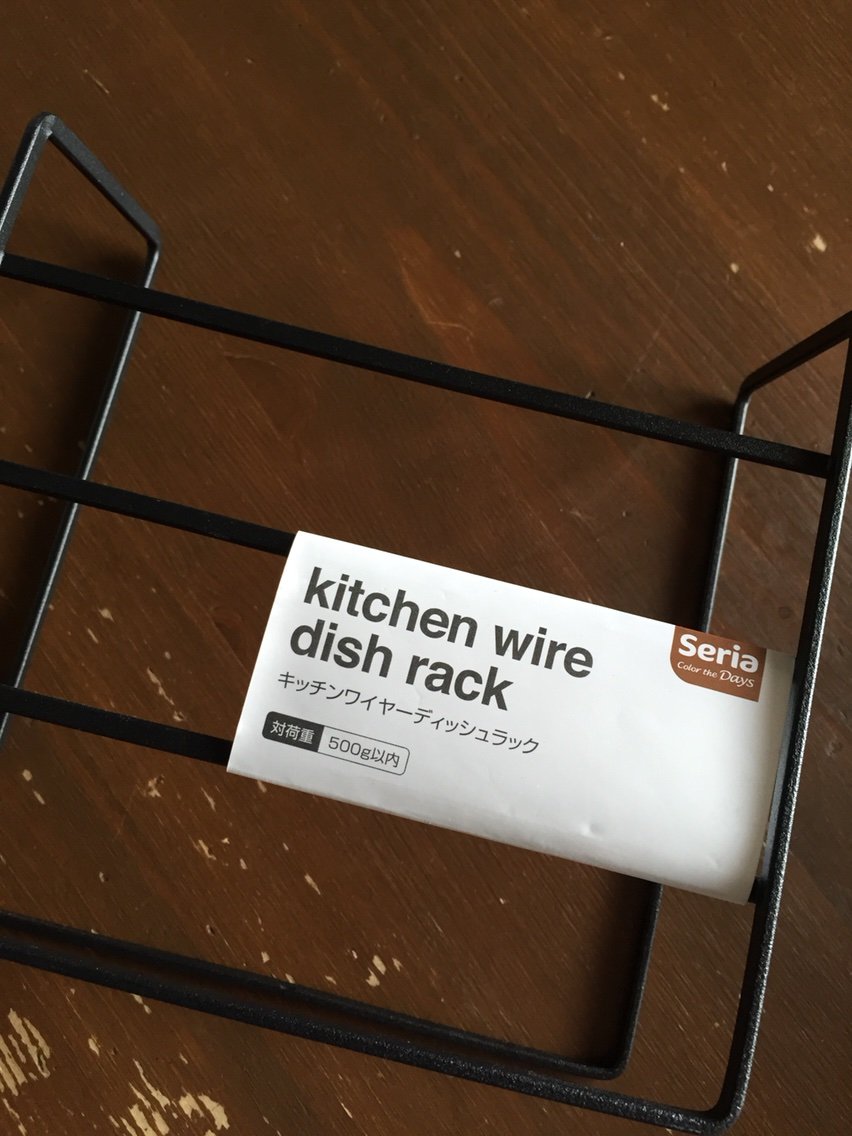 kitchen wire
dish rack
キッチンワイヤーディッシュラック
対荷重 500g以内
Seria
Color the Days